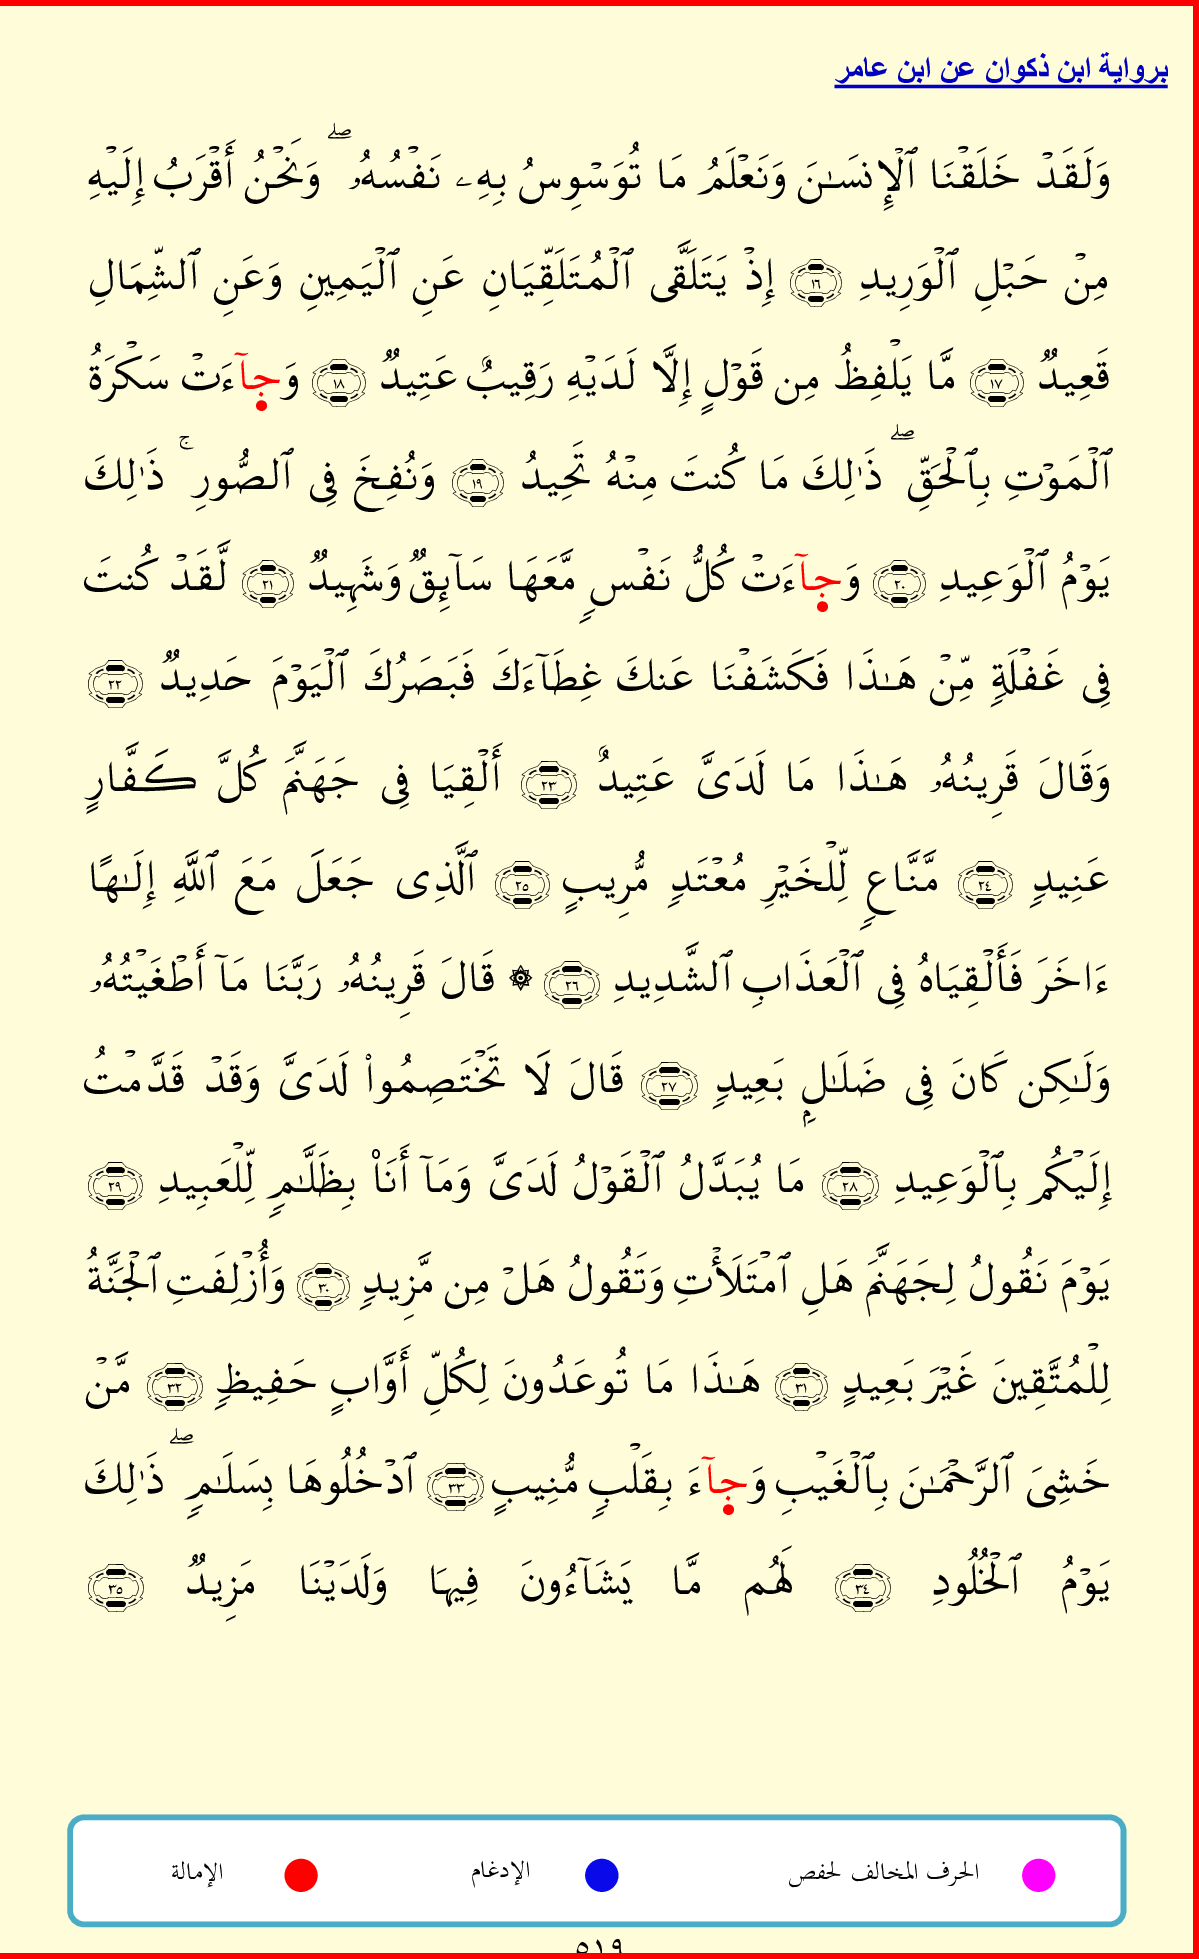 برواية ابن ذكوان عن ابن عامر
وَلَقَدْ خَلَقْنَا ٱلْإِنسَـٰنَ وَنَعْلَمُ مَا تُوَسْوِسُ بِهِۦ نَفْسُهُۥ ۖ وَنَحْنُ أَقْرَبُ إِلَيْهِ
مِنْ حَبْلِ ٱلْوَرِيدِ ١٦ إِذْ يَتَلَقَّى ٱلْمُتَلَقِّيَانِ عَنِ ٱلْيَمِينِ وَعَنِ ٱلشِّمَالِ
قَعِيدٌ ١٧ مَّا يَلْفِظُ مِن قَوْلٍ إِلَّا لَدَيْهِ رَقِيبٌ عَتِيدٌ ١٨ وَجَآءَتْ سَكْرَةُ
ٱلْمَوْتِ بِٱلْحَقِّ ۖ ذَٰلِكَ مَا كُنتَ مِنْهُ تَحِيدُ ١٩ وَنُفِخَ فِى ٱلصُّورِ ۚ ذَٰلِكَ
يَوْمُ ٱلْوَعِيدِ ٢٠ وَجَآءَتْ كُلُّ نَفْسٍ مَّعَهَا سَآئِقٌ وَشَهِيدٌ ٢١ لَّقَدْ كُنتَ
فِى غَفْلَةٍ مِّنْ هَـٰذَا فَكَشَفْنَا عَنكَ غِطَآءَكَ فَبَصَرُكَ ٱلْيَوْمَ حَدِيدٌ ٢٢
وَقَالَ قَرِينُهُۥ هَـٰذَا مَا لَدَىَّ عَتِيدٌ ٢٣ أَلْقِيَا فِى جَهَنَّمَ كُلَّ كَفَّارٍ
عَنِيدٍ ٢٤ مَّنَّاعٍ لِّلْخَيْرِ مُعْتَدٍ مُّرِيبٍ ٢٥ ٱلَّذِى جَعَلَ مَعَ ٱللَّهِ إِلَـٰهًا
ءَاخَرَ فَأَلْقِيَاهُ فِى ٱلْعَذَابِ ٱلشَّدِيدِ ٢٦ ۞ قَالَ قَرِينُهُۥ رَبَّنَا مَآ أَطْغَيْتُهُۥ
وَلَـٰكِن كَانَ فِى ضَلَـٰلٍۭ بَعِيدٍ ٢٧ قَالَ لَا تَخْتَصِمُوا۟ لَدَىَّ وَقَدْ قَدَّمْتُ
إِلَيْكُم بِٱلْوَعِيدِ ٢٨ مَا يُبَدَّلُ ٱلْقَوْلُ لَدَىَّ وَمَآ أَنَا۠ بِظَلَّـٰمٍ لِّلْعَبِيدِ ٢٩
يَوْمَ نَقُولُ لِجَهَنَّمَ هَلِ ٱمْتَلَأْتِ وَتَقُولُ هَلْ مِن مَّزِيدٍ ٣٠ وَأُزْلِفَتِ ٱلْجَنَّةُ
لِلْمُتَّقِينَ غَيْرَ بَعِيدٍ ٣١ هَـٰذَا مَا تُوعَدُونَ لِكُلِّ أَوَّابٍ حَفِيظٍ ٣٢ مَّنْ
خَشِىَ ٱلرَّحْمَـٰنَ بِٱلْغَيْبِ وَجَآءَ بِقَلْبٍ مُّنِيبٍ ٣٣ ٱدْخُلُوهَا بِسَلَـٰمٍ ۖ ذَٰلِكَ
يَوْمُ ٱلْخُلُودِ ٣٤ لَهُم مَّا يَشَآءُونَ فِيهَا وَلَدَيْنَا مَزِيدٌ ٣٥
الحرف المخالف لحفص الإدغام الإمالة
٥١٩